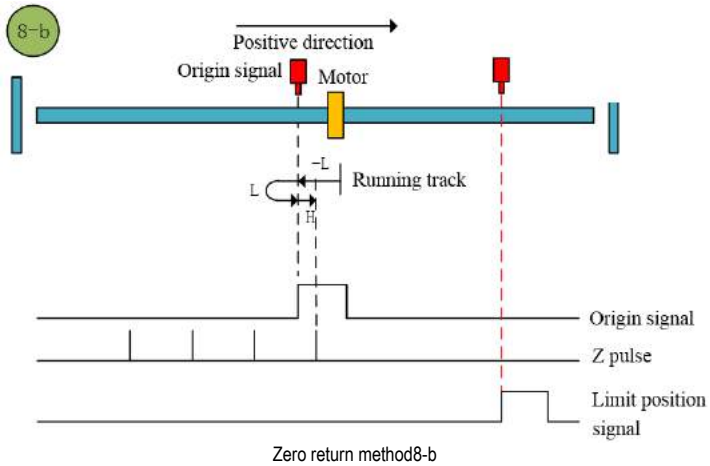 8-b
Positive direction
Origin signal
Motor
-L
Running track
L
H
Origin signal
Z pulse
Limit position
signal
Zero return method8-b